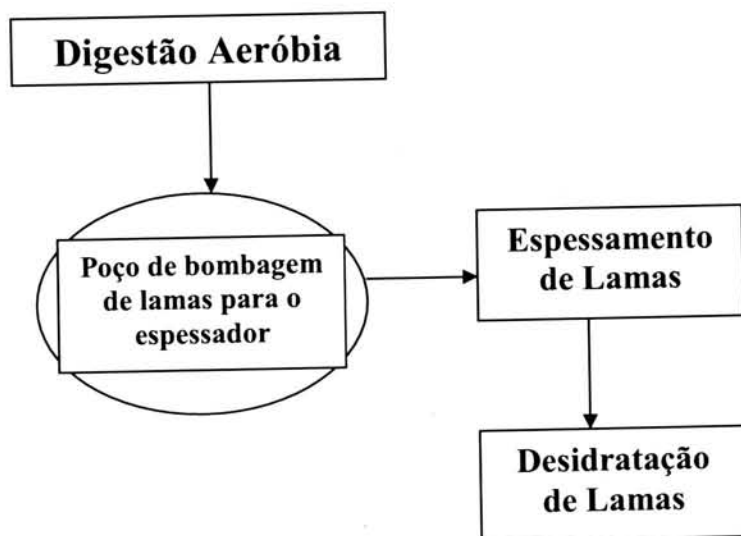 Digestão Aeróbia
Poço de bombagem
de lamas para o
espessador
Espessamento
de Lamas
Desidratação
de Lamas